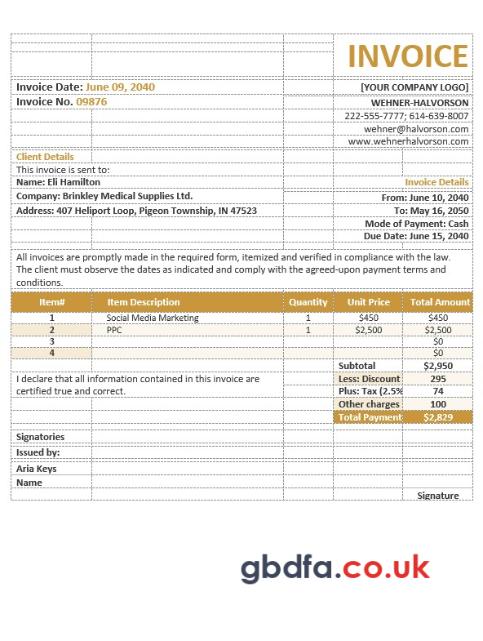 INVOICE
Invoice Date: June 09, 2040
[YOUR COMPANY LOGO]
Invoice No. 09876
WEHNER-HALVORSON
222-555-7777; 614-639-8007
wehner@halvorson.com
www.wehnerhalvorson.com
Client Details
This invoice is sent to:
Name: Eli Hamilton
Invoice Details
Company: Brinkley Medical Supplies Ltd.
From: June 10, 2040
Address: 407 Heliport Loop, Pigeon Township, IN 47523
To: May 16, 2050
Mode of Payment: Cash
Due Date: June 15, 2040
All invoices are promptly made in the required form, itemized and verified in compliance with the law.
The client must observe the dates as indicated and comply with the agreed-upon payment terms and
conditions.
Item# Item Description Quantity Unit Price Total Amount
1 Social Media Marketing 1 $450 $450
2 PPC 1 $2,500 $2,500
3 $0
4 $0
Subtotal $2,950
I declare that all information contained in this invoice are
certified true and correct.
Less: Discount 295
Plus: Tax (2.5% 74
Other charges 100
Total Payment $2,829
Signatories
Issued by:
Aria Keys
Name
Signature
gbdfa.co.uk